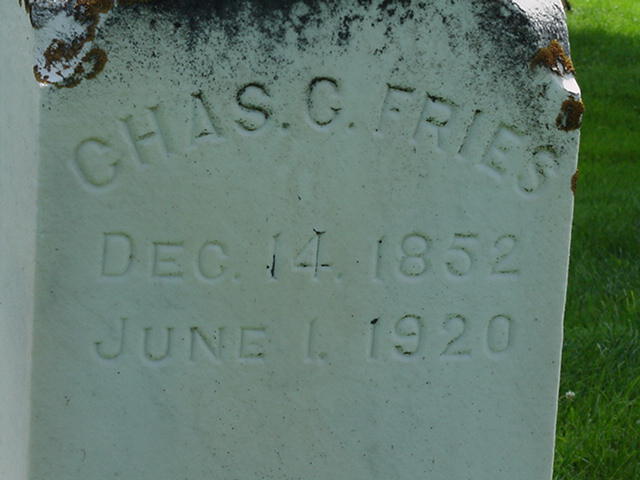 CHAS. G. FRIES
DEC. 14. 1852
JUNE 1. 1920